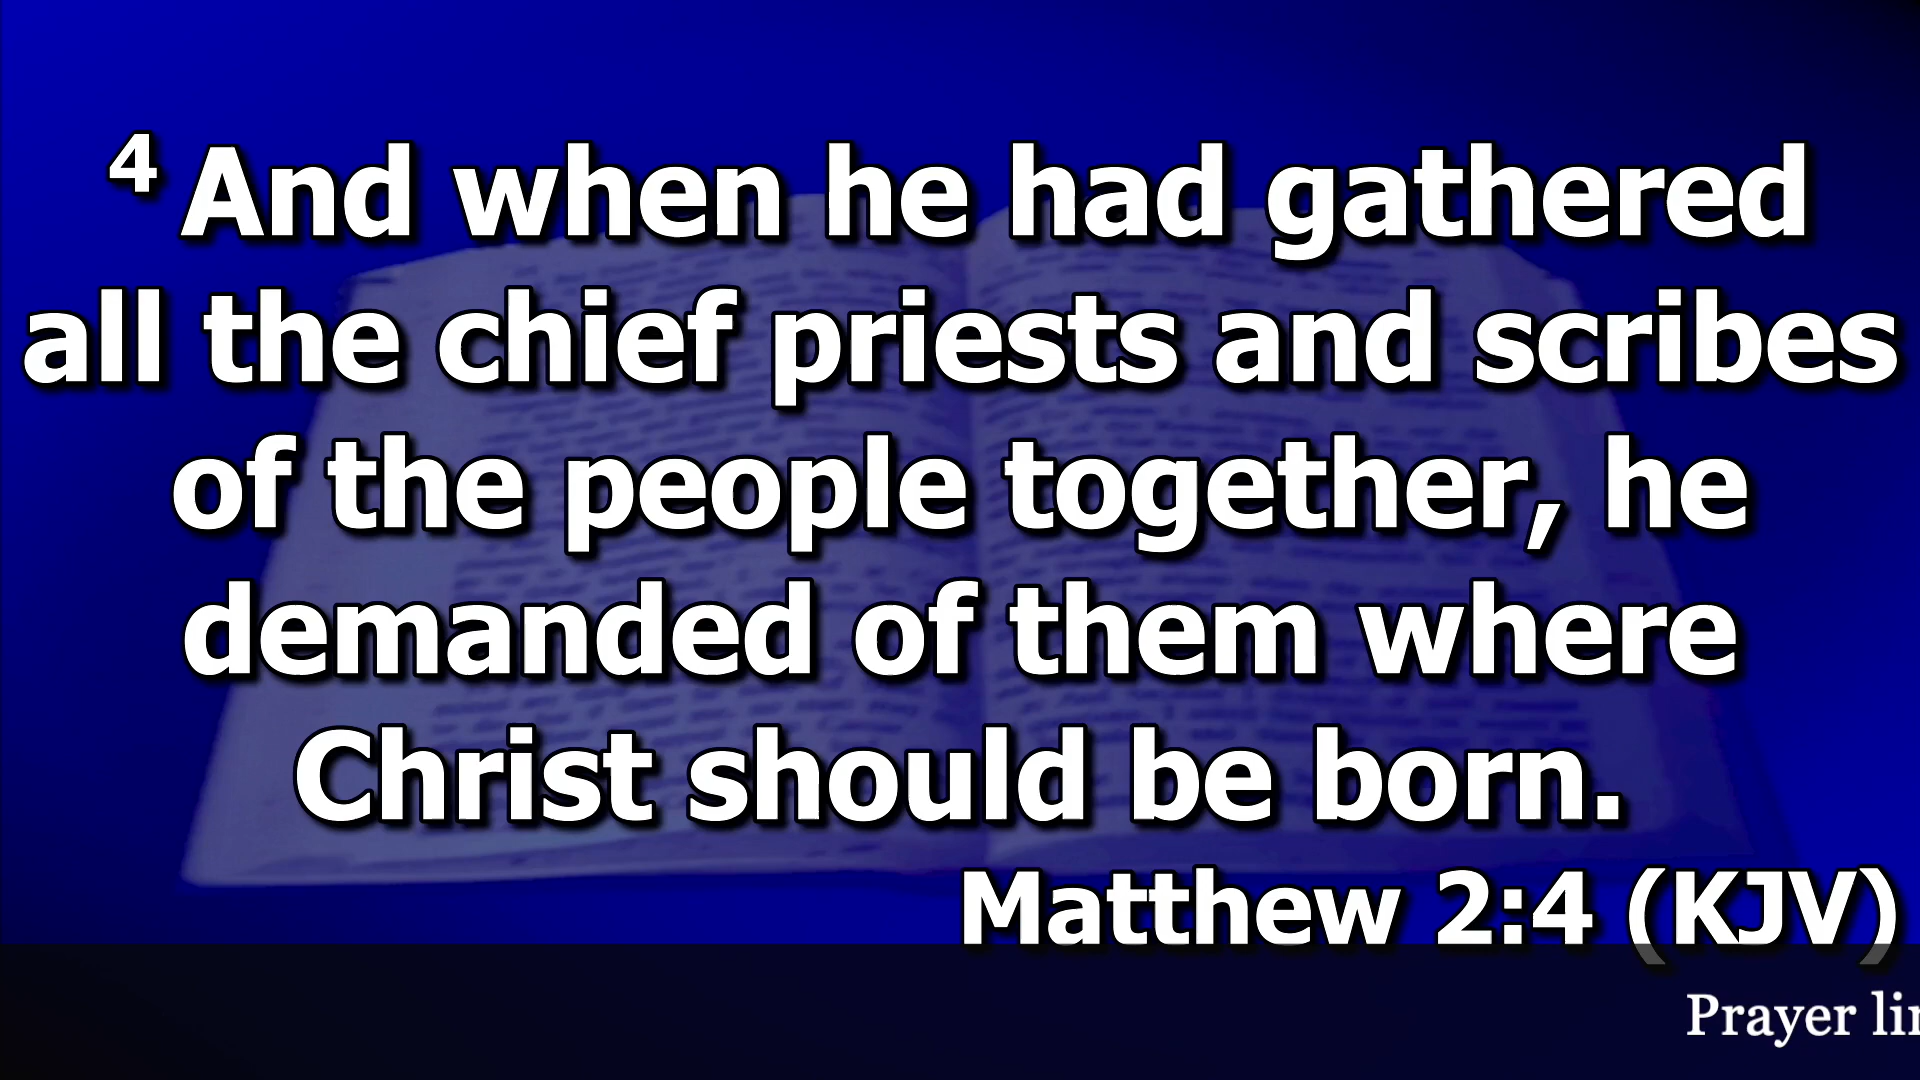 4 And when he had gathered
all the chief priests and scribes
of the people together, he
demanded of them where
Christ should be born.
Matthew 2:4 (KJV)
Prayer